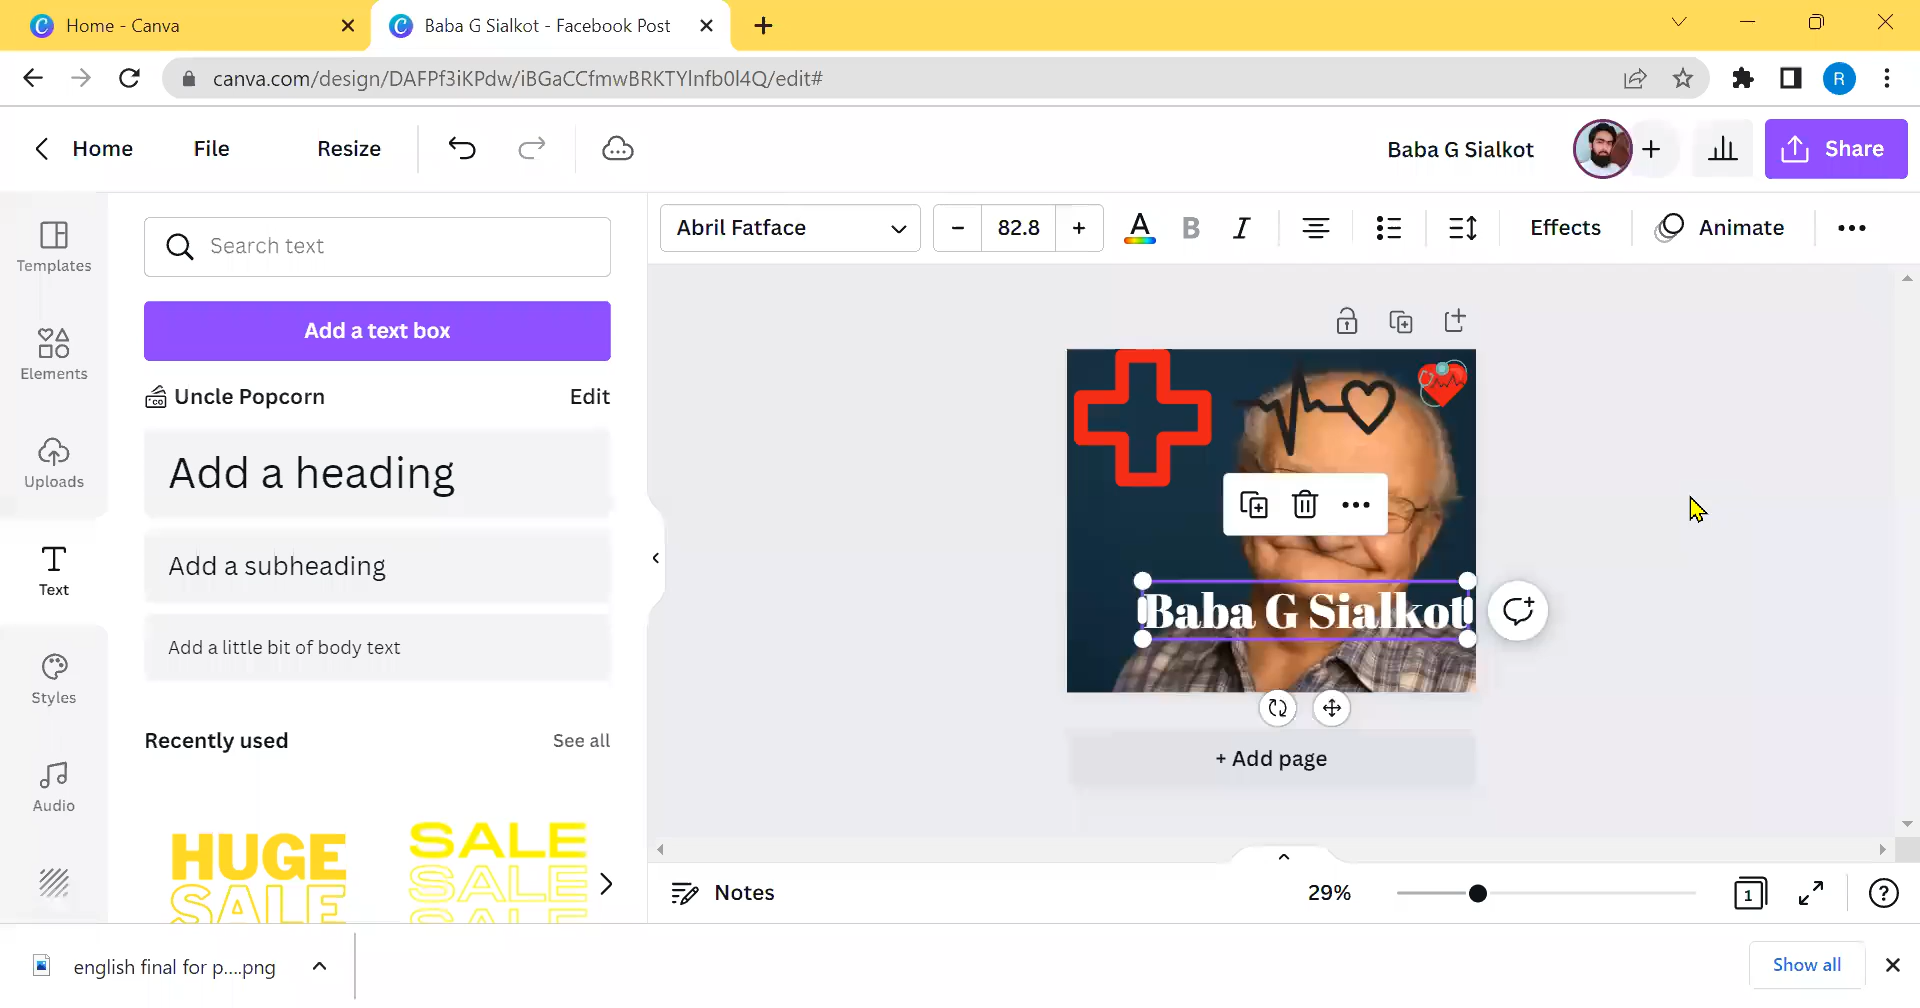 Home - Canva
Baba G Sialkot - Facebook Post
canva.com/design/DAFPf3iKPdw/iBGaCCfmwBRKTYlnfb0l4Q/edit#
R
Home
File
Resize
Baba G Sialkot
Share
Templates
Elements
Uploads
Text
Styles
Audio
Search text
Add a text box
Uncle Popcorn
Edit
Add a heading
Add a subheading
Add a little bit of body text
Recently used
See all
HUGE
SALE
SALE
SALE
SALE
Abril Fatface
- 82.8 +
A B I
Effects
Animate
Baba G Sialkot
+ Add page
Notes
29%
1
?
english final for p....png
Show all